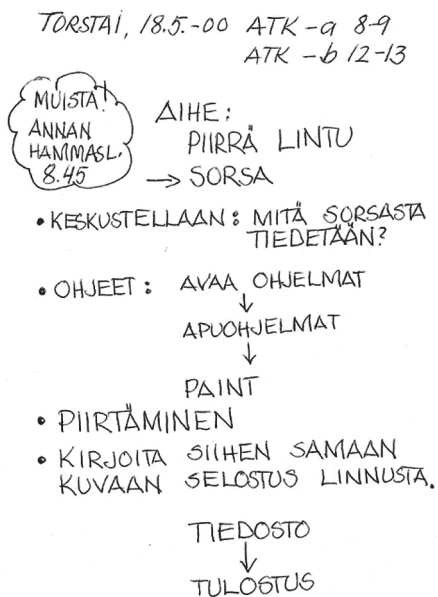 TORSTAI, 18.5.-00 ATK -a 8-9
ATK -b 12-13
MUISTA!
ANNAN
HAMMASL.
8.45
AIHE:
PIIRRÄ LINTU
→ SORSA
• KESKUSTELLAAN: MITÄ SORSASTA
TIEDETÄÄN?
• OHJEET: AVAA OHJELMAT
↓
APUOHJELMAT
↓
PAINT
• PIIRTÄMINEN
• KIRJOITA SIIHEN SAMAAN
KUVAAN SELOSTUS LINNUSTA.
TIEDOSTO
↓
TULOSTUS